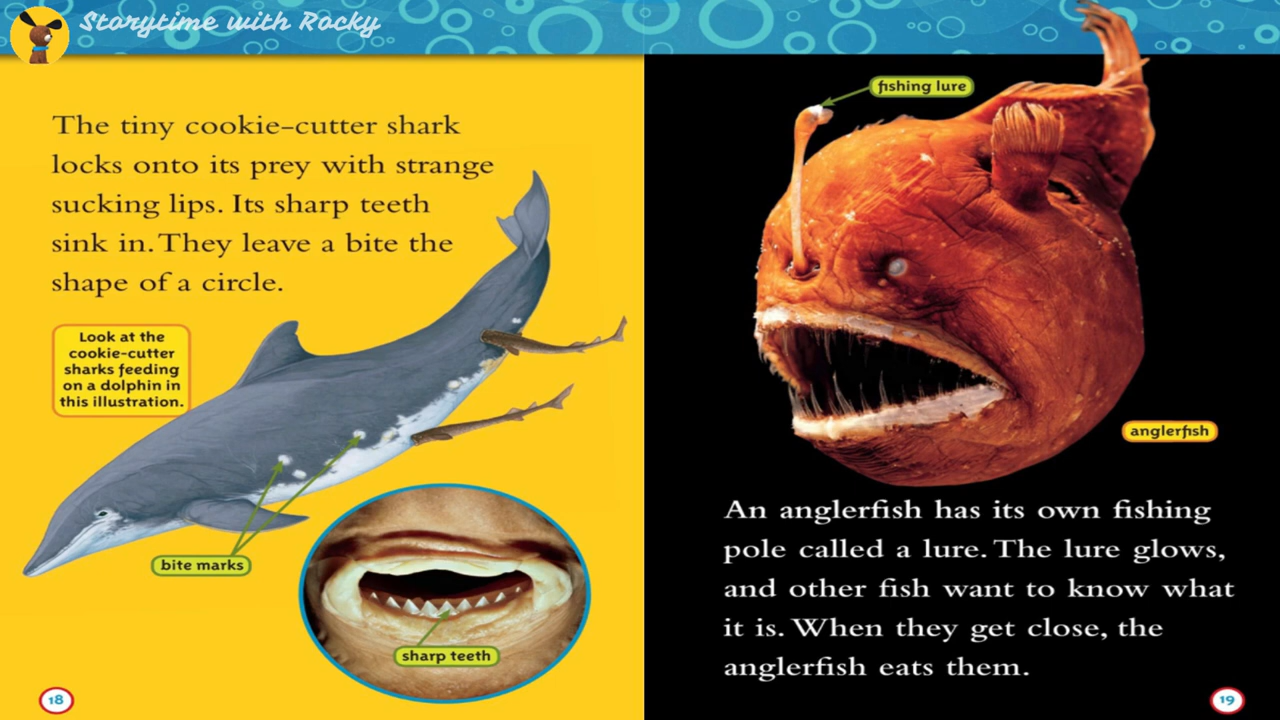 Storytime with Rocky
The tiny cookie-cutter shark
locks onto its prey with strange
sucking lips. Its sharp teeth
sink in. They leave a bite the
shape of a circle.
Look at the
cookie-cutter
sharks feeding
on a dolphin in
this illustration.
bite marks
sharp teeth
18
fishing lure
anglerfish
An anglerfish has its own fishing
pole called a lure. The lure glows,
and other fish want to know what
it is. When they get close, the
anglerfish eats them.
19